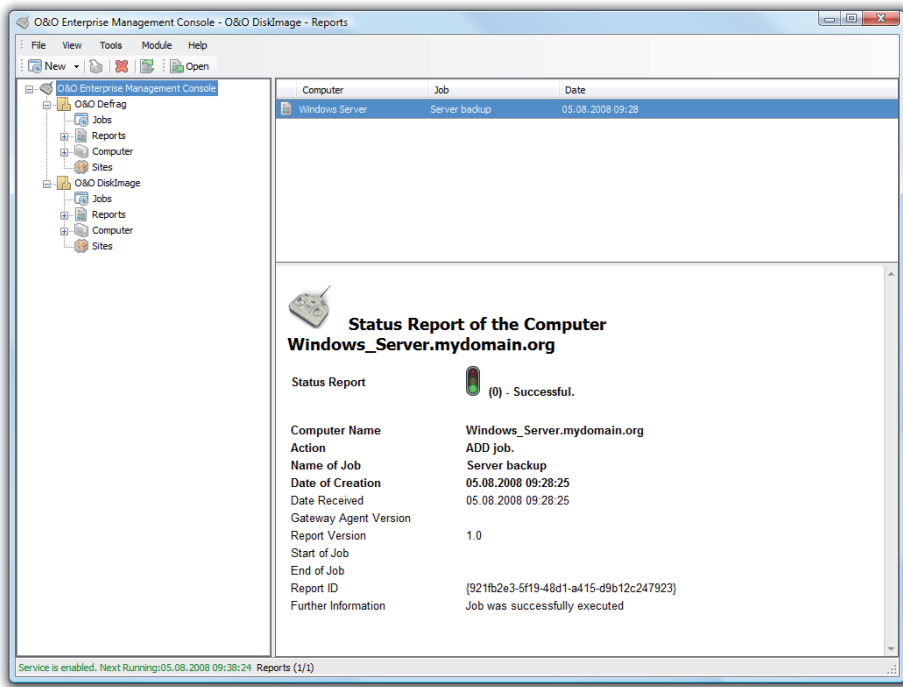 O&O Enterprise Management Console - O&O DiskImage - Reports
File View Tools Module Help
New Open
O&O Enterprise Management Console
O&O Defrag
Jobs
Reports
Computer
Sites
O&O DiskImage
Jobs
Reports
Computer
Sites
Computer Job Date
Windows Server Server backup 05.08.2008 09:28
Status Report of the Computer
Windows_Server.mydomain.org
Status Report (0) - Successful.
Computer Name Windows_Server.mydomain.org
Action ADD job.
Name of Job Server backup
Date of Creation 05.08.2008 09:28:25
Date Received 05.08.2008 09:28:25
Gateway Agent Version
Report Version 1.0
Start of Job
End of Job
Report ID {921fb2e3-5f19-48d1-a415-d9b12c247923}
Further Information Job was successfully executed
Service is enabled. Next Running:05.08.2008 09:38:24 Reports (1/1)